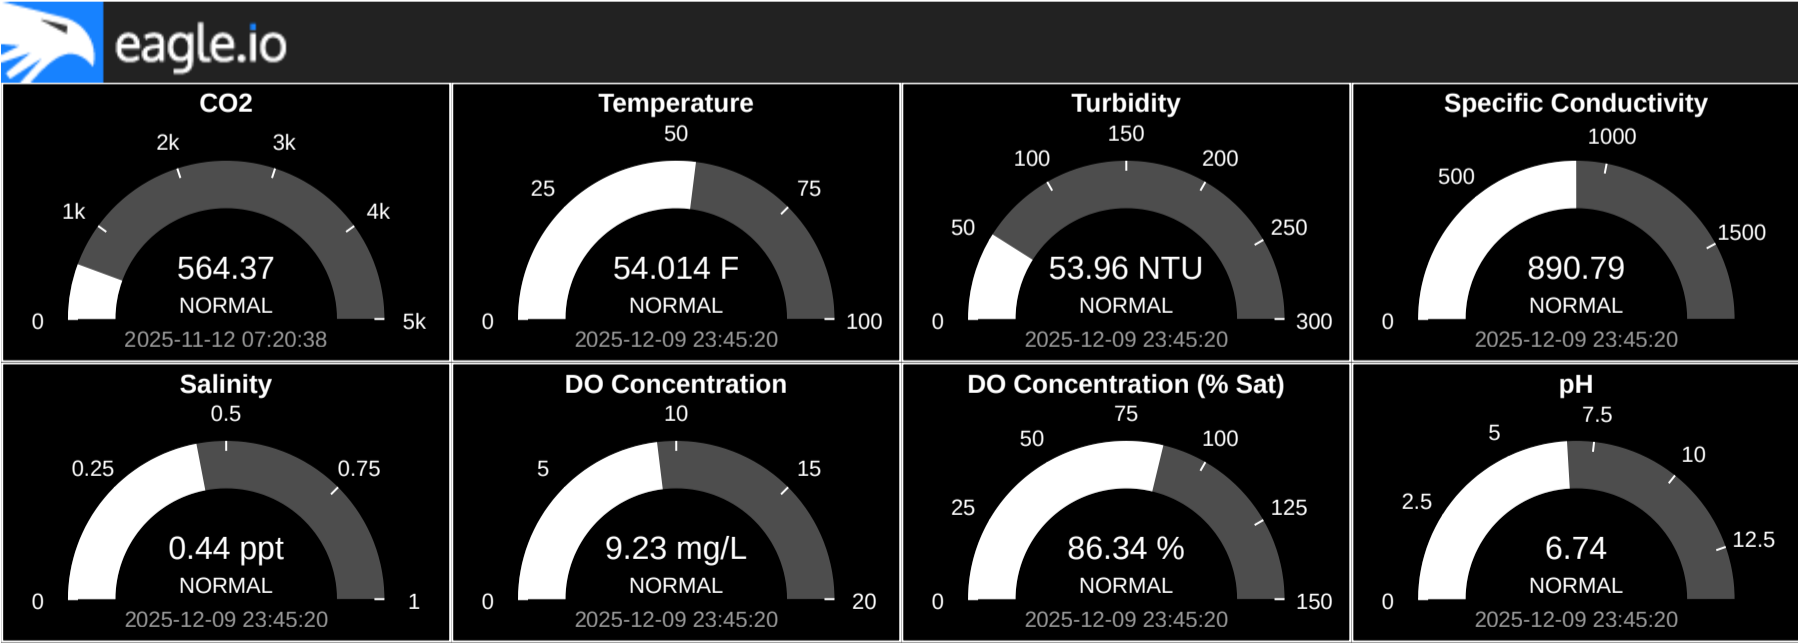 eagle.io
CO2
2k
3k
1k
4k
564.37
NORMAL
0
5k
2025-11-12 07:20:38
Temperature
50
25
75
54.014 F
NORMAL
0
100
2025-12-09 23:45:20
Turbidity
150
100
200
50
250
53.96 NTU
NORMAL
0
300
2025-12-09 23:45:20
Specific Conductivity
1000
500
1500
890.79
NORMAL
0
2025-12-09 23:45:20
Salinity
0.5
0.25
0.75
0.44 ppt
NORMAL
0
1
2025-12-09 23:45:20
DO Concentration
10
5
15
9.23 mg/L
NORMAL
0
20
2025-12-09 23:45:20
DO Concentration (% Sat)
75
50
100
25
125
86.34 %
NORMAL
0
150
2025-12-09 23:45:20
pH
7.5
5
10
2.5
12.5
6.74
NORMAL
0
2025-12-09 23:45:20